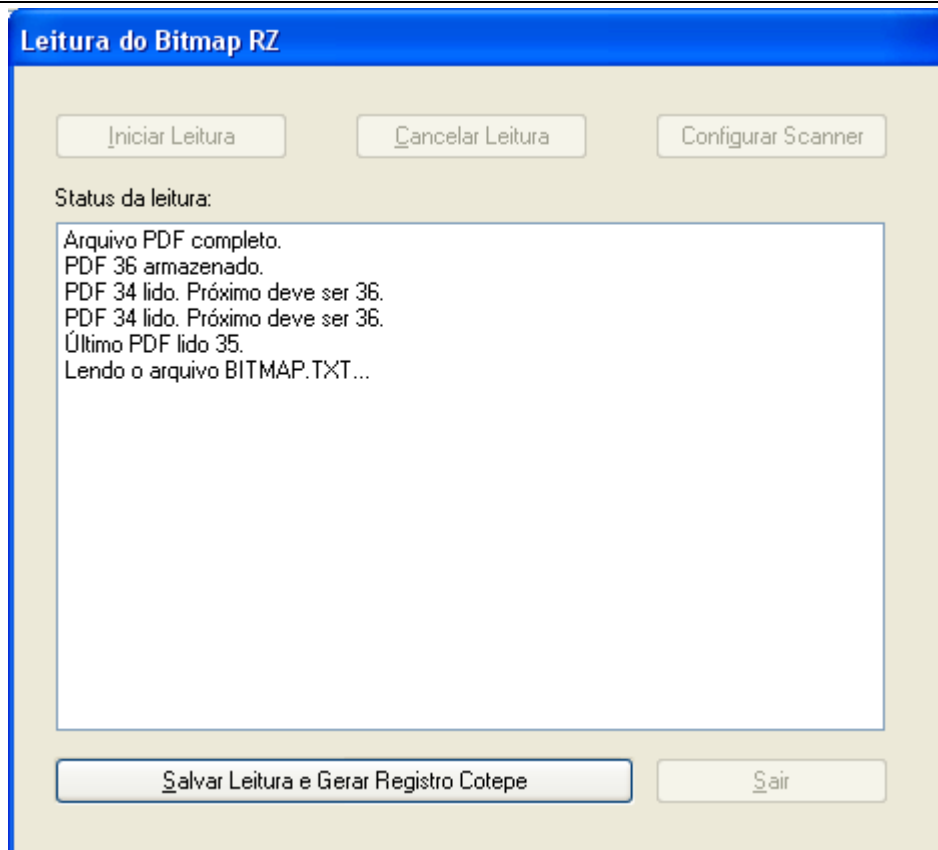 Leitura do Bitmap RZ
Iniciar Leitura
Cancelar Leitura
Configurar Scanner
Status da leitura:
Arquivo PDF completo.
PDF 36 armazenado.
PDF 34 lido. Próximo deve ser 36.
PDF 34 lido. Próximo deve ser 36.
Último PDF lido 35.
Lendo o arquivo BITMAP.TXT...
Salvar Leitura e Gerar Registro Cotepe
Sair